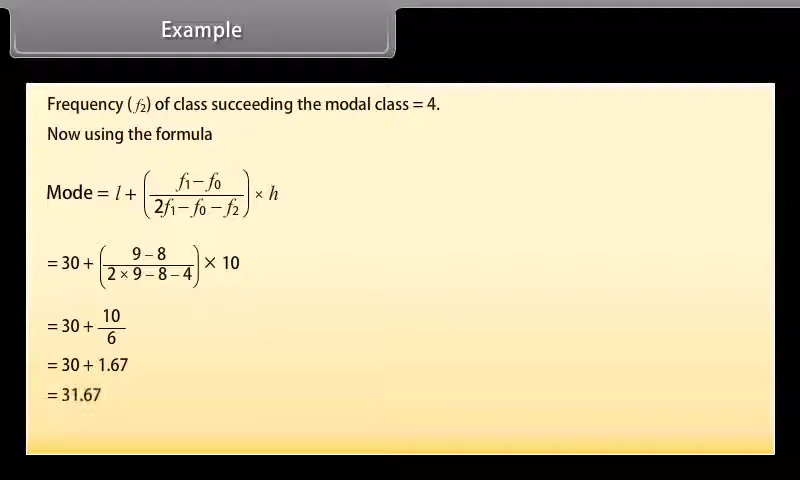 Example
Frequency (f₂) of class succeeding the modal class = 4.
Now using the formula
Mode = l + ( (f₁ – f₀) / (2f₁ – f₀ – f₂) ) × h
= 30 + ( (9 – 8) / (2 × 9 – 8 – 4) ) × 10
= 30 + 10/6
= 30 + 1.67
= 31.67